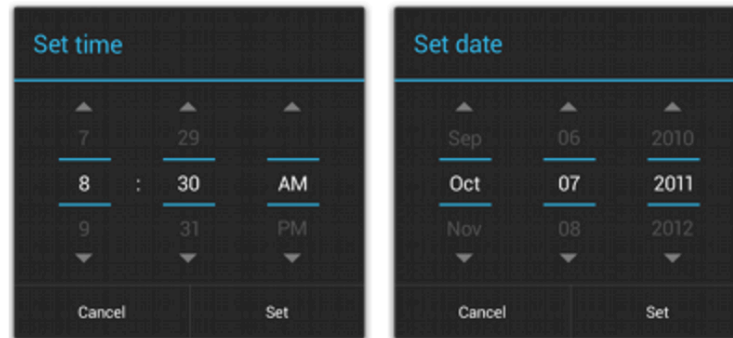 Set time
7 29
8 : 30 AM
9 31 PM
Cancel Set
Set date
Sep 06 2010
Oct 07 2011
Nov 08 2012
Cancel Set